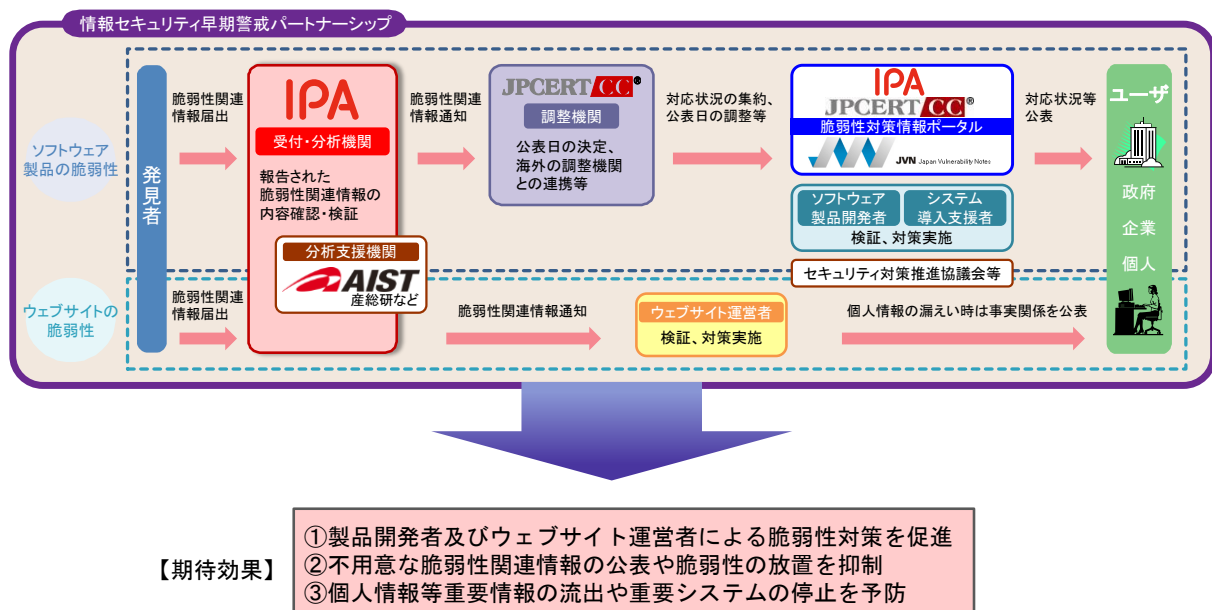 情報セキュリティ早期警戒パートナーシップ
ソフトウェア
製品の脆弱性
発見者
脆弱性関連
情報届出
IPA
受付・分析機関
報告された
脆弱性関連情報の
内容確認・検証
分析支援機関
AIST
産総研など
脆弱性関連
情報通知
JPCERT CC®
調整機関
公表日の決定、
海外の調整機関
との連携等
対応状況の集約、
公表日の調整等
IPA
JPCERT CC®
脆弱性対策情報ポータル
JVN Japan Vulnerability Notes
ソフトウェア
製品開発者
システム
導入支援者
検証、対策実施
セキュリティ対策推進協議会等
対応状況等
公表
ユーザ
政府
企業
個人
ウェブサイトの
脆弱性
脆弱性関連
情報届出
脆弱性関連情報通知
ウェブサイト運営者
検証、対策実施
個人情報の漏えい時は事実関係を公表
【期待効果】
①製品開発者及びウェブサイト運営者による脆弱性対策を促進
②不用意な脆弱性関連情報の公表や脆弱性の放置を抑制
③個人情報等重要情報の流出や重要システムの停止を予防